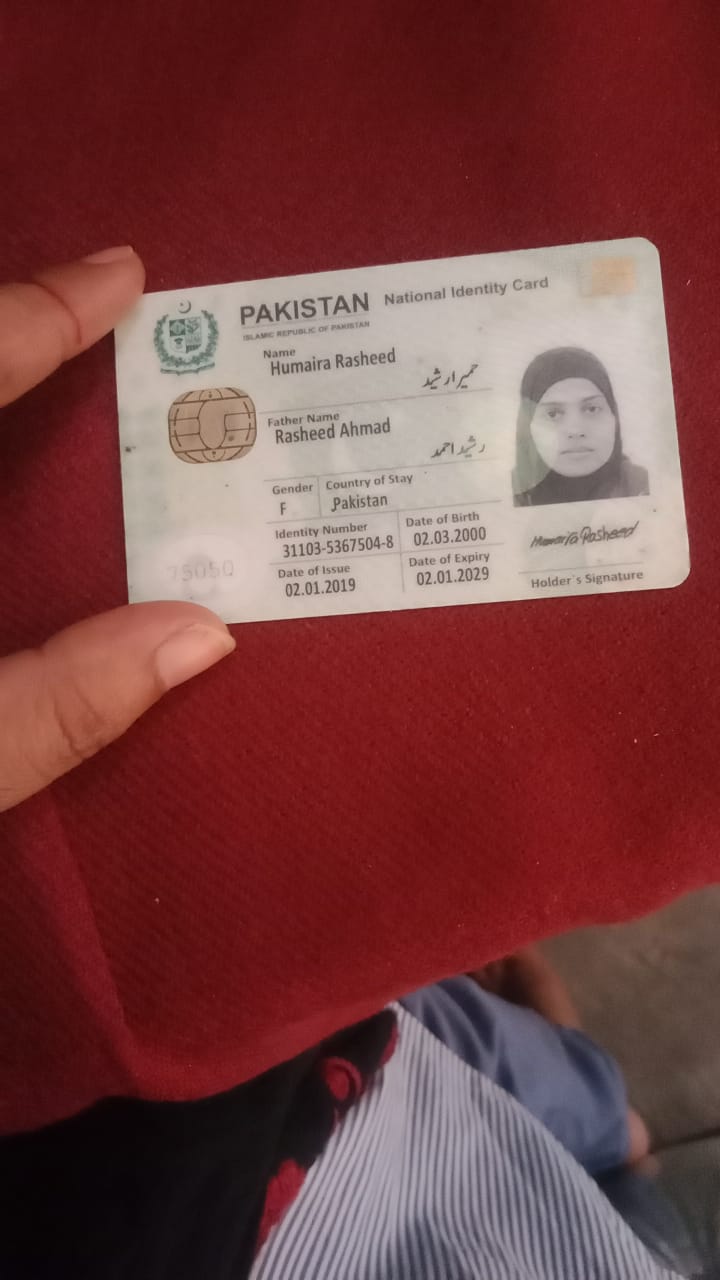 PAKISTAN National Identity Card
ISLAMIC REPUBLIC OF PAKISTAN
Name
Humaira Rasheed
حمیرا رشید
Father Name
Rasheed Ahmad
رشید احمد
Gender Country of Stay
F Pakistan
Identity Number Date of Birth
31103-5367504-8 02.03.2000
Date of Issue Date of Expiry
02.01.2019 02.01.2029
75050
Humaira Rasheed
Holder's Signature